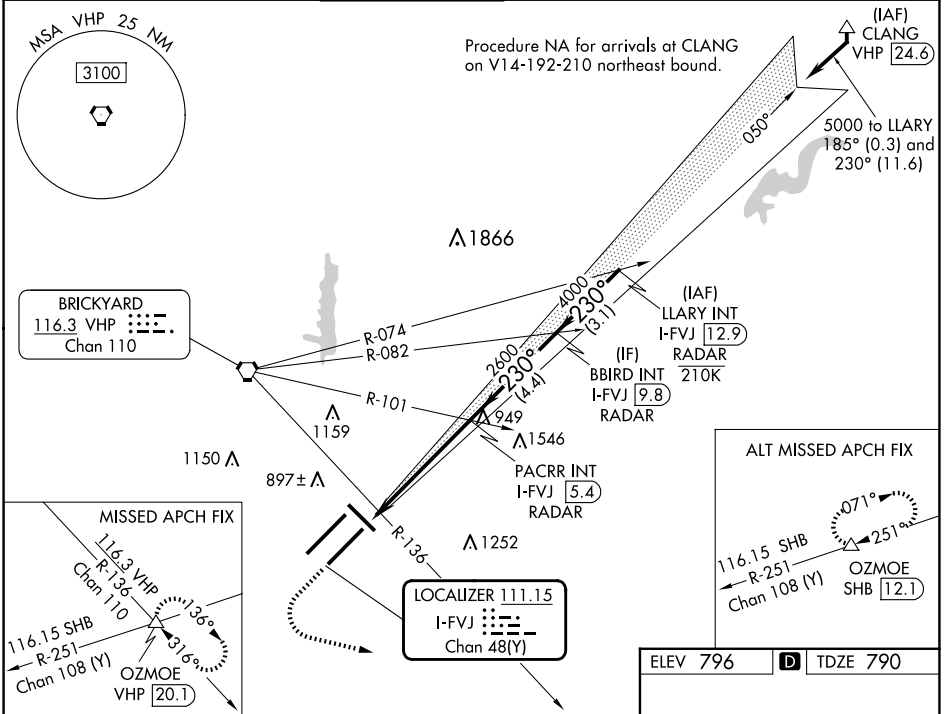 MSA VHP 25 NM
3100
Procedure NA for arrivals at CLANG
on V14-192-210 northeast bound.
(IAF)
CLANG
VHP 24.6
5000 to LLARY
185° (0.3) and
230° (11.6)
050°
1866
BRICKYARD
116.3 VHP
Chan 110
R-074
R-082
R-101
4000
230°
(3.1)
2600
230°
(4.4)
(IAF)
LLARY INT
I-FVJ 12.9
RADAR
210K
(IF)
BBIRD INT
I-FVJ 9.8
RADAR
949
1546
1159
1150
897±
PACRR INT
I-FVJ 5.4
RADAR
R-136
1252
LOCALIZER 111.15
I-FVJ
Chan 48(Y)
MISSED APCH FIX
116.3 VHP
R-136
Chan 110
116.15 SHB
R-251
Chan 108 (Y)
136°
316°
OZMOE
VHP 20.1
ALT MISSED APCH FIX
071°
251°
116.15 SHB
R-251
Chan 108 (Y)
OZMOE
SHB 12.1
ELEV 796 D TDZE 790